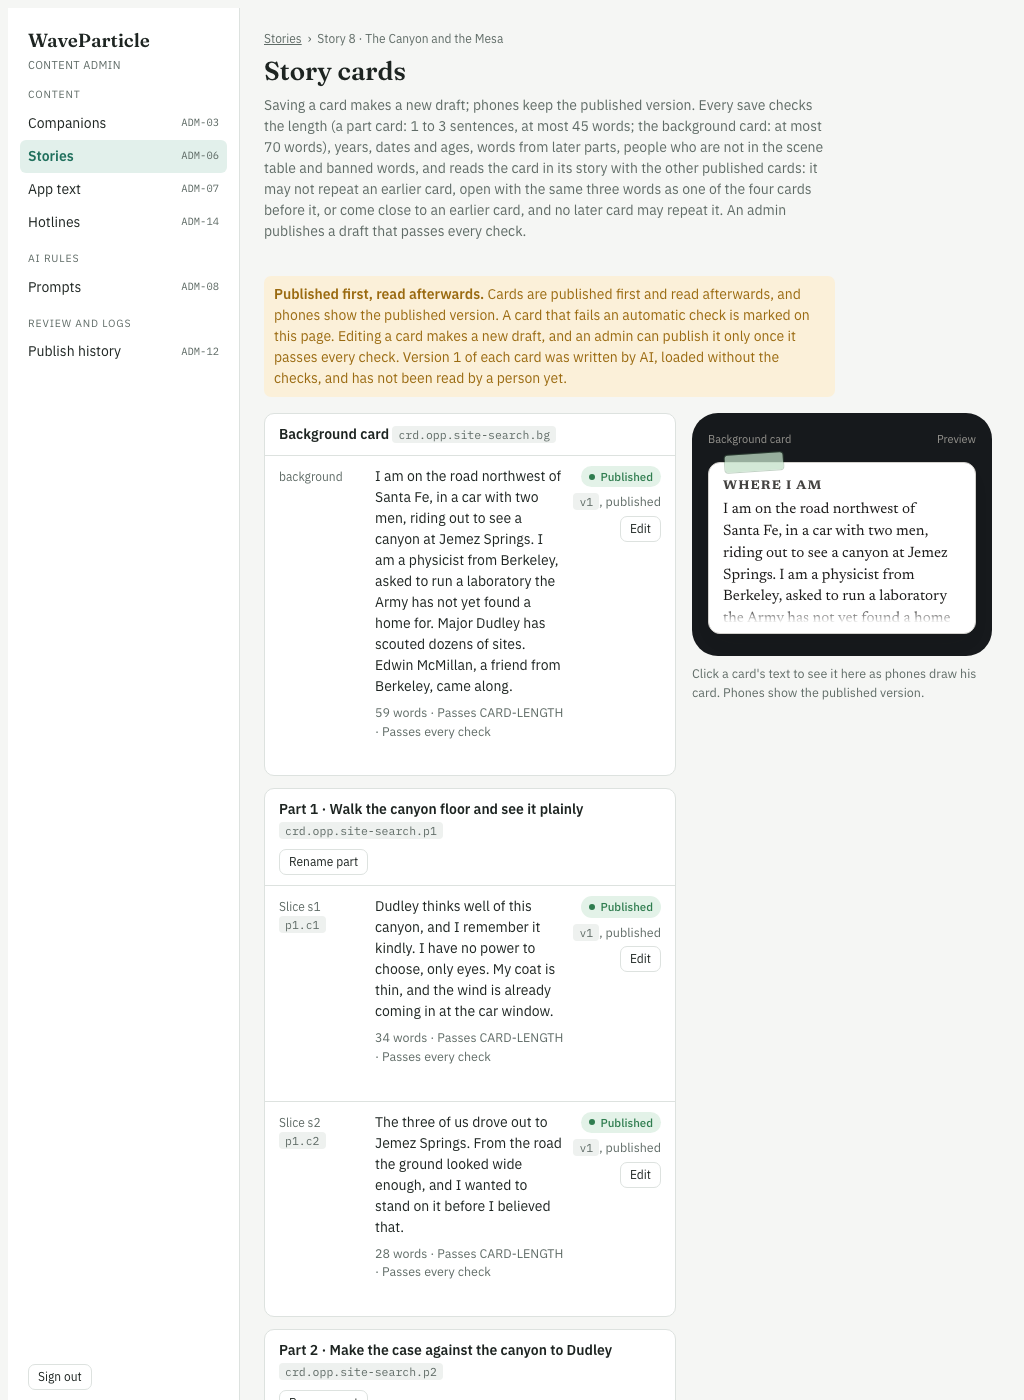 WaveParticle
CONTENT ADMIN
CONTENT
Companions ADM-03
Stories ADM-06
App text ADM-07
Hotlines ADM-14
AI RULES
Prompts ADM-08
REVIEW AND LOGS
Publish history ADM-12
Sign out
Stories › Story 8 · The Canyon and the Mesa
Story cards
Saving a card makes a new draft; phones keep the published version. Every save checks
the length (a part card: 1 to 3 sentences, at most 45 words; the background card: at most
70 words), years, dates and ages, words from later parts, people who are not in the scene
table and banned words, and reads the card in its story with the other published cards: it
may not repeat an earlier card, open with the same three words as one of the four cards
before it, or come close to an earlier card, and no later card may repeat it. An admin
publishes a draft that passes every check.
Published first, read afterwards. Cards are published first and read afterwards, and
phones show the published version. A card that fails an automatic check is marked on
this page. Editing a card makes a new draft, and an admin can publish it only once it
passes every check. Version 1 of each card was written by AI, loaded without the
checks, and has not been read by a person yet.
Background card crd.opp.site-search.bg
background
I am on the road northwest of
Santa Fe, in a car with two
men, riding out to see a
canyon at Jemez Springs. I
am a physicist from Berkeley,
asked to run a laboratory the
Army has not yet found a
home for. Major Dudley has
scouted dozens of sites.
Edwin McMillan, a friend from
Berkeley, came along.
59 words · Passes CARD-LENGTH
· Passes every check
Published
v1 , published
Edit
Part 1 · Walk the canyon floor and see it plainly
crd.opp.site-search.p1
Rename part
Slice s1
p1.c1
Dudley thinks well of this
canyon, and I remember it
kindly. I have no power to
choose, only eyes. My coat is
thin, and the wind is already
coming in at the car window.
34 words · Passes CARD-LENGTH
· Passes every check
Published
v1 , published
Edit
Slice s2
p1.c2
The three of us drove out to
Jemez Springs. From the road
the ground looked wide
enough, and I wanted to
stand on it before I believed
that.
28 words · Passes CARD-LENGTH
· Passes every check
Published
v1 , published
Edit
Part 2 · Make the case against the canyon to Dudley
crd.opp.site-search.p2
Background card Preview
WHERE I AM
I am on the road northwest of
Santa Fe, in a car with two men,
riding out to see a canyon at Jemez
Springs. I am a physicist from
Berkeley, asked to run a laboratory
the Army has not yet found a home
Click a card's text to see it here as phones draw his
card. Phones show the published version.